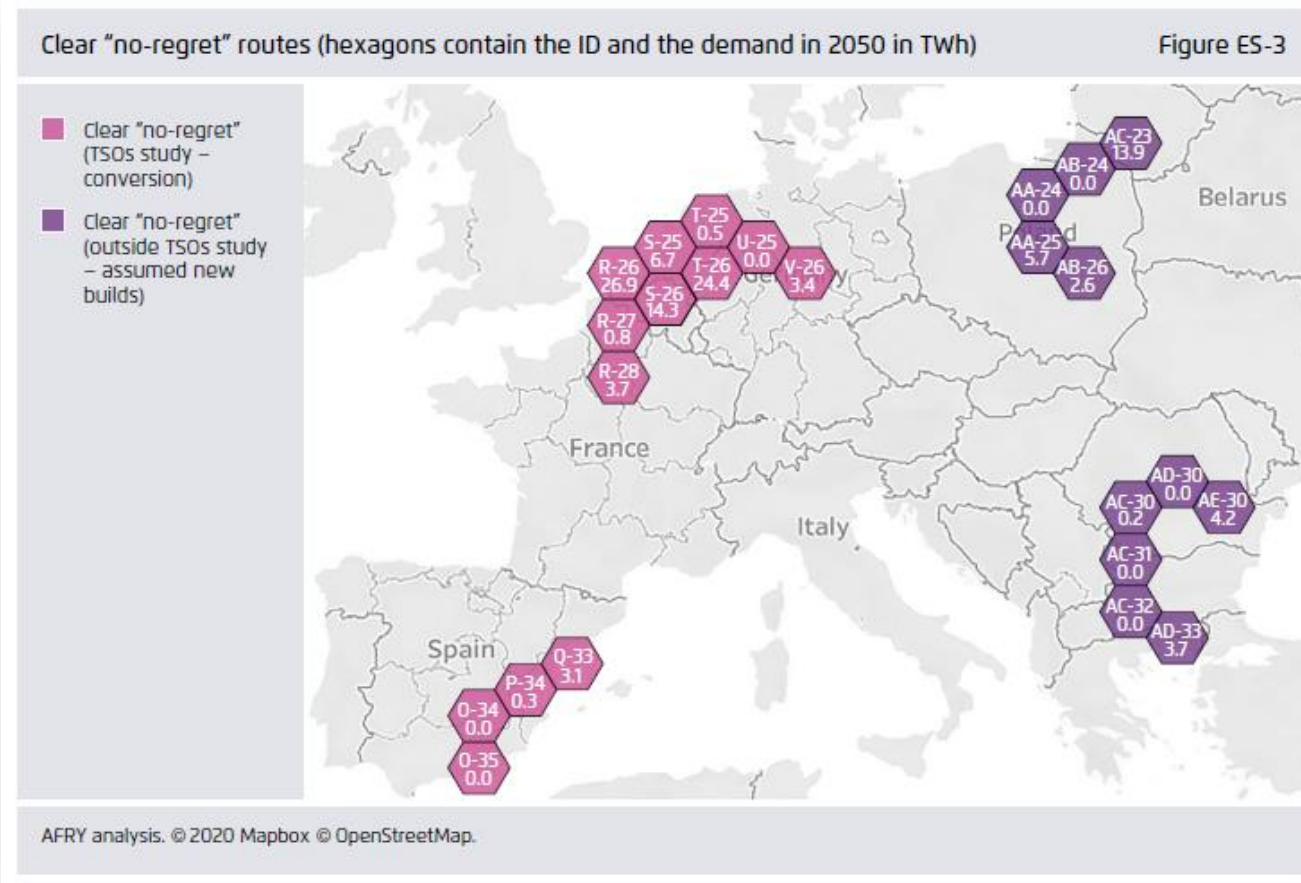 Clear “no-regret” routes (hexagons contain the ID and the demand in 2050 in TWh)
Figure ES-3
Clear “no-regret”
(TSOs study –
conversion)
Clear “no-regret”
(outside TSOs study
– assumed new
builds)
AC-23
13.9
AB-24
0.0
AA-24
0.0
Belarus
Poland
AA-25
5.7
AB-26
2.6
T-25
0.5
S-25
6.7
U-25
0.0
R-26
26.9
T-26
24.4
V-26
3.4
Germany
S-26
14.3
R-27
0.8
R-28
3.7
France
Italy
AD-30
0.0
AC-30
0.2
AE-30
4.2
AC-31
0.0
AC-32
0.0
AD-33
3.7
Spain
Q-33
3.1
P-34
0.3
O-34
0.0
O-35
0.0
AFRY analysis. © 2020 Mapbox © OpenStreetMap.